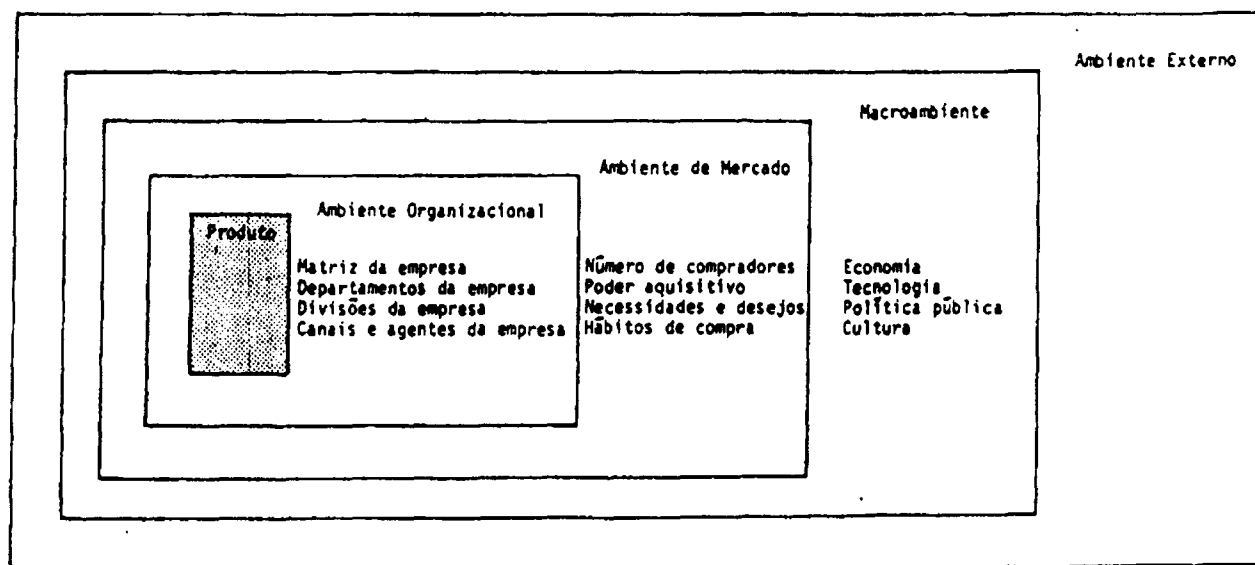 Ambiente Externo
Macroambiente
Ambiente de Mercado
Ambiente Organizacional
Produto
Matriz da empresa
Departamentos da empresa
Divisões da empresa
Canais e agentes da empresa
Número de compradores
Poder aquisitivo
Necessidades e desejos
Hábitos de compra
Economia
Tecnologia
Política pública
Cultura